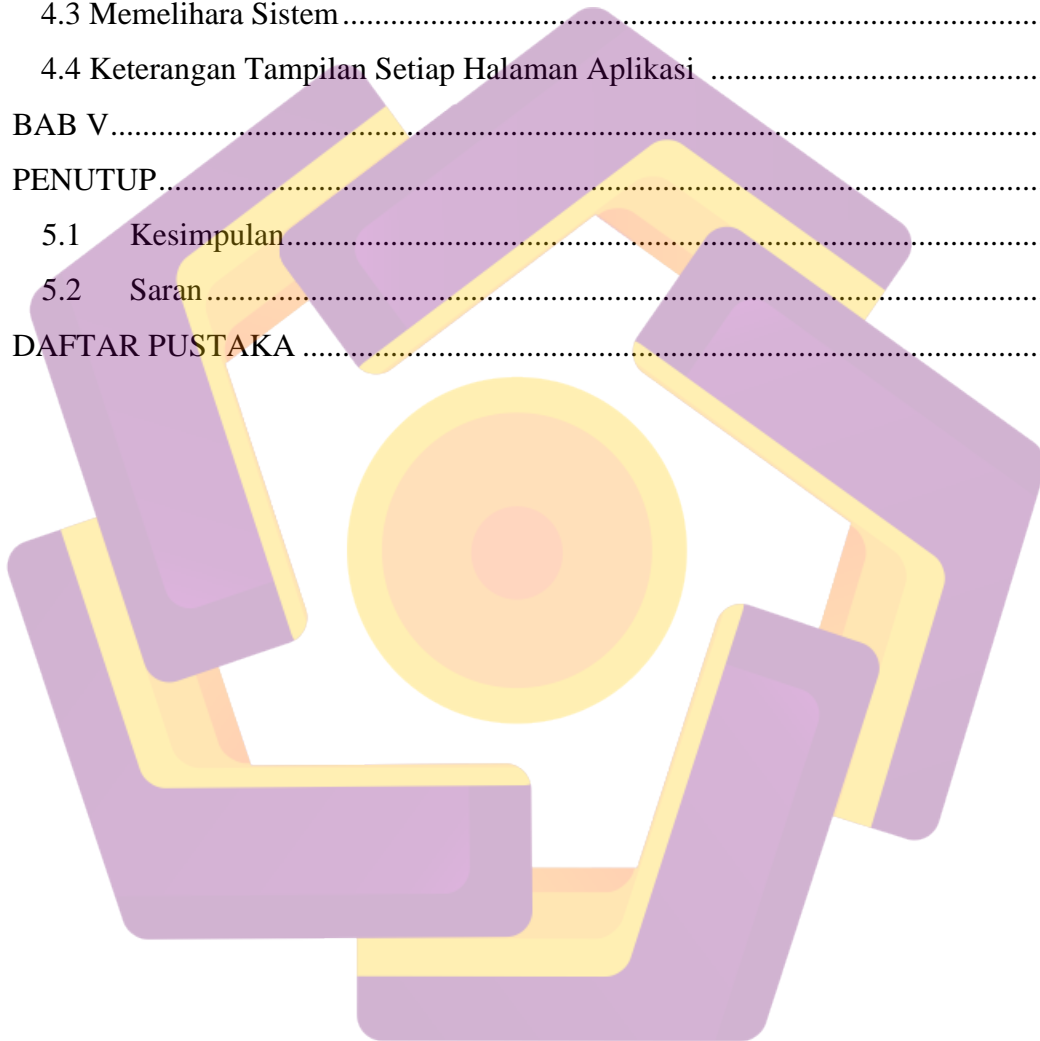 4.3 Memelihara Sistem ........................................................................................
4.4 Keterangan Tampilan Setiap Halaman Aplikasi ..........................................
BAB V.....................................................................................................................
PENUTUP...............................................................................................................
5.1 Kesimpulan...............................................................................................
5.2 Saran .........................................................................................................
DAFTAR PUSTAKA .............................................................................................